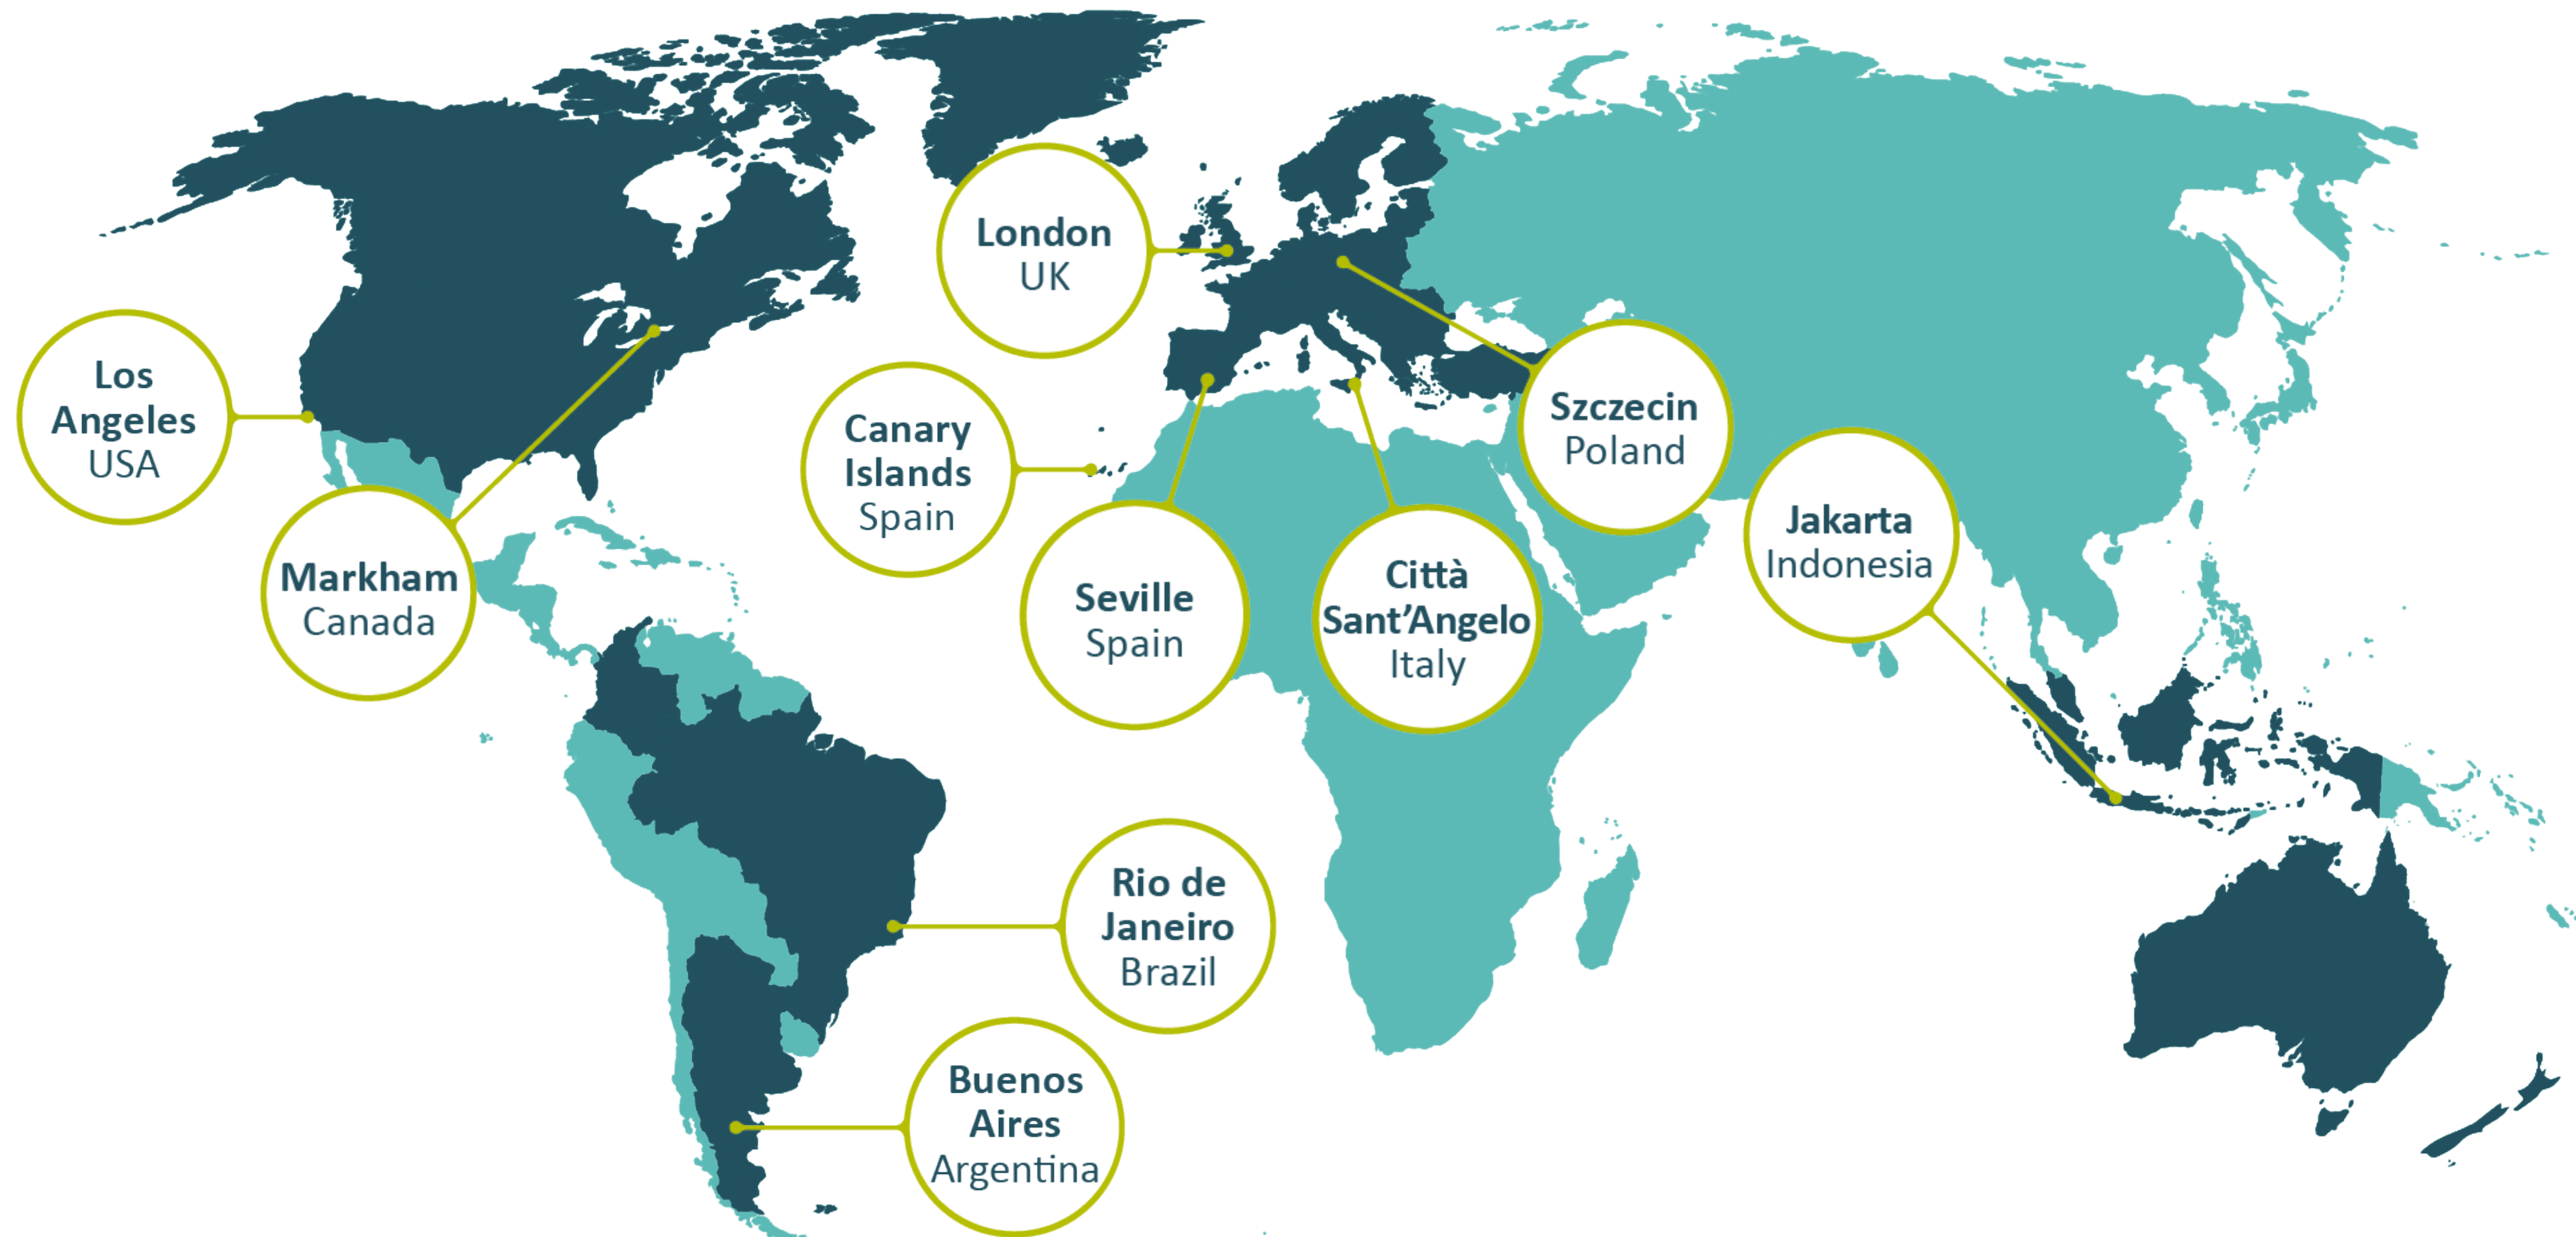 London
UK
Los
Angeles
USA
Canary
Islands
Spain
Szczecin
Poland
Jakarta
Indonesia
Markham
Canada
Seville
Spain
Città
Sant’Angelo
Italy
Rio de
Janeiro
Brazil
Buenos
Aires
Argentina